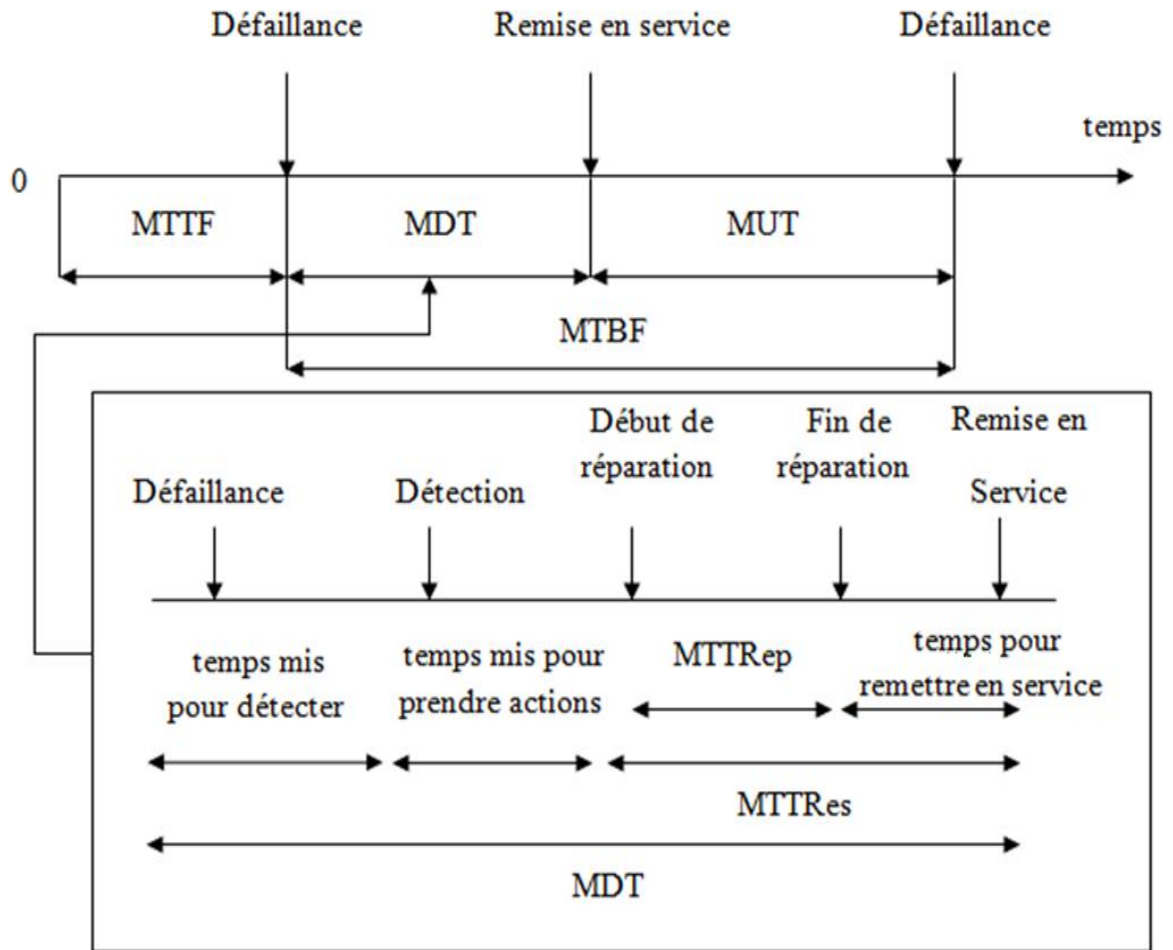 Défaillance
Remise en service
Défaillance
temps
0
MTTF
MDT
MUT
MTBF
Début de
réparation
Fin de
réparation
Remise en
Service
Défaillance
Détection
temps mis
pour détecter
temps mis pour
prendre actions
MTTRep
temps pour
remettre en service
MTTRes
MDT